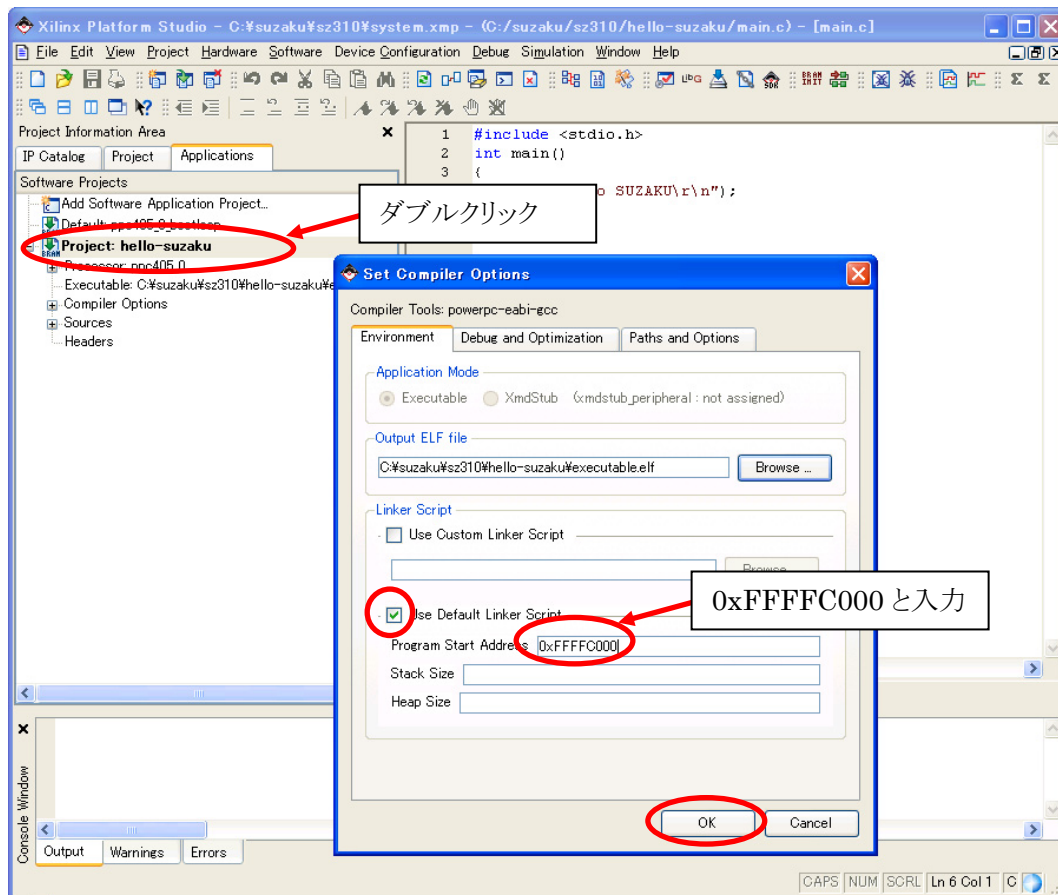 Xilinx Platform Studio - C:¥suzaku¥sz310¥system.xmp - (C:/suzaku/sz310/hello-suzaku/main.c) - [main.c]
File Edit View Project Hardware Software Device Configuration Debug Simulation Window Help
Project Information Area
IP Catalog Project Applications
Software Projects
Add Software Application Project...
Default: ppc405_0_bootloop
Project: hello-suzaku
Processor: ppc405_0
Executable: C:¥suzaku¥sz310¥hello-suzaku¥e
Compiler Options
Sources
Headers
1 #include <stdio.h>
2 int main()
3 {
o SUZAKU\r\n");
ダブルクリック
Set Compiler Options
Compiler Tools: powerpc-eabi-gcc
Environment Debug and Optimization Paths and Options
Application Mode
Executable XmdStub (xmdstub_peripheral : not assigned)
Output ELF file
C:¥suzaku¥sz310¥hello-suzaku¥executable.elf Browse ...
Linker Script
Use Custom Linker Script
Browse
0xFFFFC000 と入力
Use Default Linker Script
Program Start Address 0xFFFFC000
Stack Size
Heap Size
OK Cancel
Console Window
Output Warnings Errors
CAPS NUM SCRL Ln 6 Col 1 C